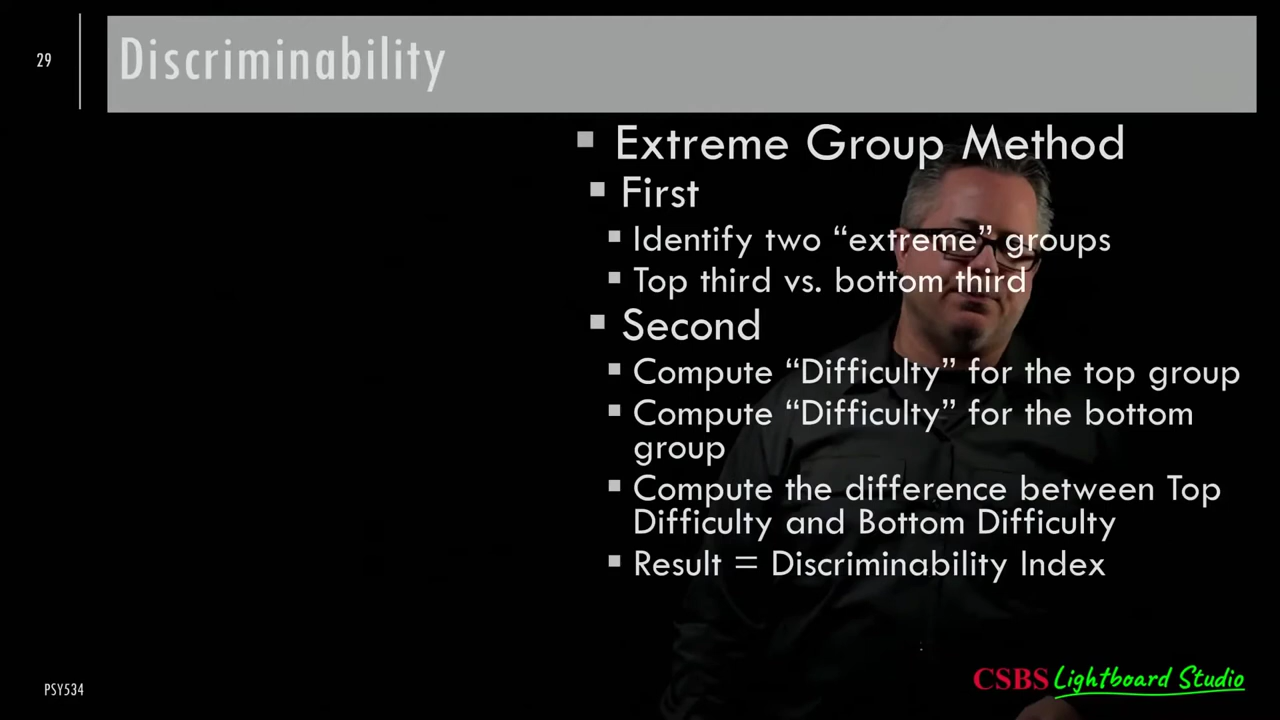 29
Discriminability
Extreme Group Method
First
Identify two “extreme” groups
Top third vs. bottom third
Second
Compute “Difficulty” for the top group
Compute “Difficulty” for the bottom
group
Compute the difference between Top
Difficulty and Bottom Difficulty
Result = Discriminability Index
PSY534
CSBS Lightboard Studio